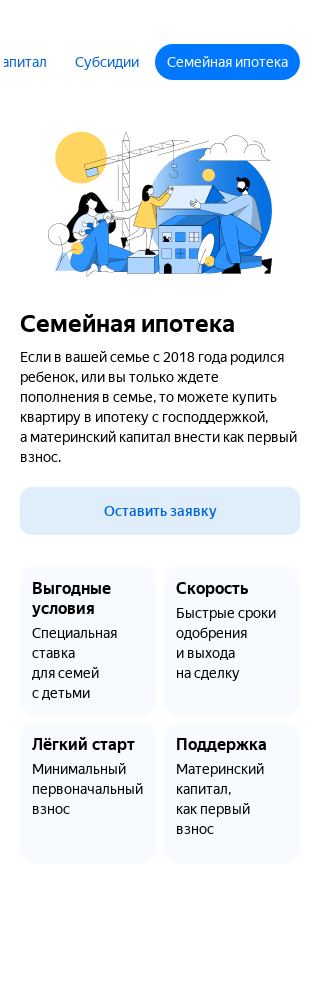 апитал Субсидии Семейная ипотека
Семейная ипотека
Если в вашей семье с 2018 года родился
ребенок, или вы только ждете
пополнения в семье, то можете купить
квартиру в ипотеку с господдержкой,
а материнский капитал внести как первый
взнос.
Оставить заявку
Выгодные
условия
Специальная
ставка
для семей
с детьми
Скорость
Быстрые сроки
одобрения
и выхода
на сделку
Лёгкий старт
Минимальный
первоначальный
взнос
Поддержка
Материнский
капитал,
как первый
взнос